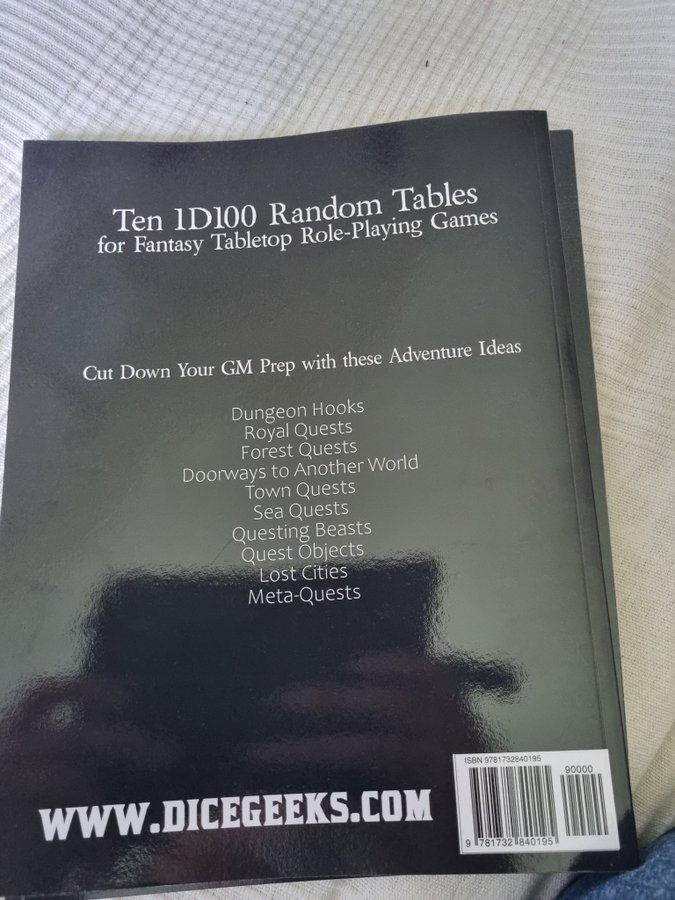 Ten 1D100 Random Tables
for Fantasy Tabletop Role-Playing Games
Cut Down Your GM Prep with these Adventure Ideas
Dungeon Hooks
Royal Quests
Forest Quests
Doorways to Another World
Town Quests
Sea Quests
Questing Beasts
Quest Objects
Lost Cities
Meta-Quests
WWW.DICEGEEKS.COM
ISBN 9781732840195
90000
9 781732 840195